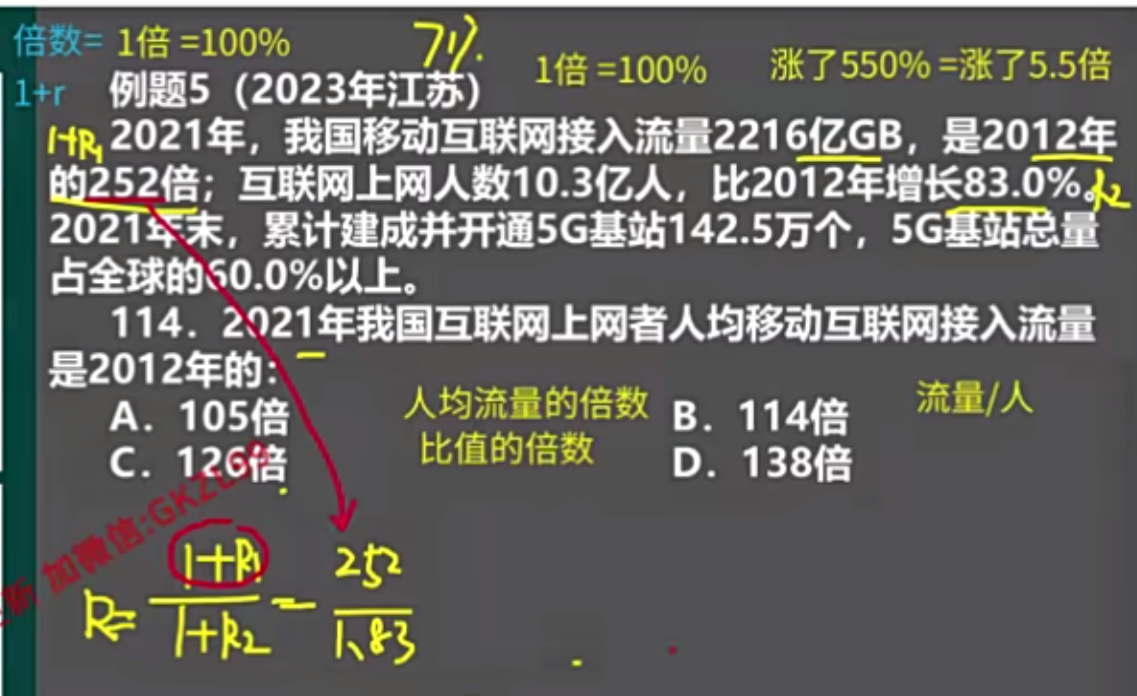 倍数= 1倍 =100% 71%. 1倍 =100% 涨了550% =涨了5.5倍
1+r 例题5（2023年江苏）
1+R₁ 2021年，我国移动互联网接入流量2216亿GB，是2012年
的252倍；互联网上网人数10.3亿人，比2012年增长83.0%。R₂
2021年末，累计建成并开通5G基站142.5万个，5G基站总量
占全球的60.0%以上。
114．2021年我国互联网上网者人均移动互联网接入流量
是2012年的：
人均流量的倍数 流量/人
A．105倍 B．114倍
比值的倍数
C．126倍 D．138倍
加微信:GKZL99
R= 1+R₁ / 1+R₂ = 252 / 1.83